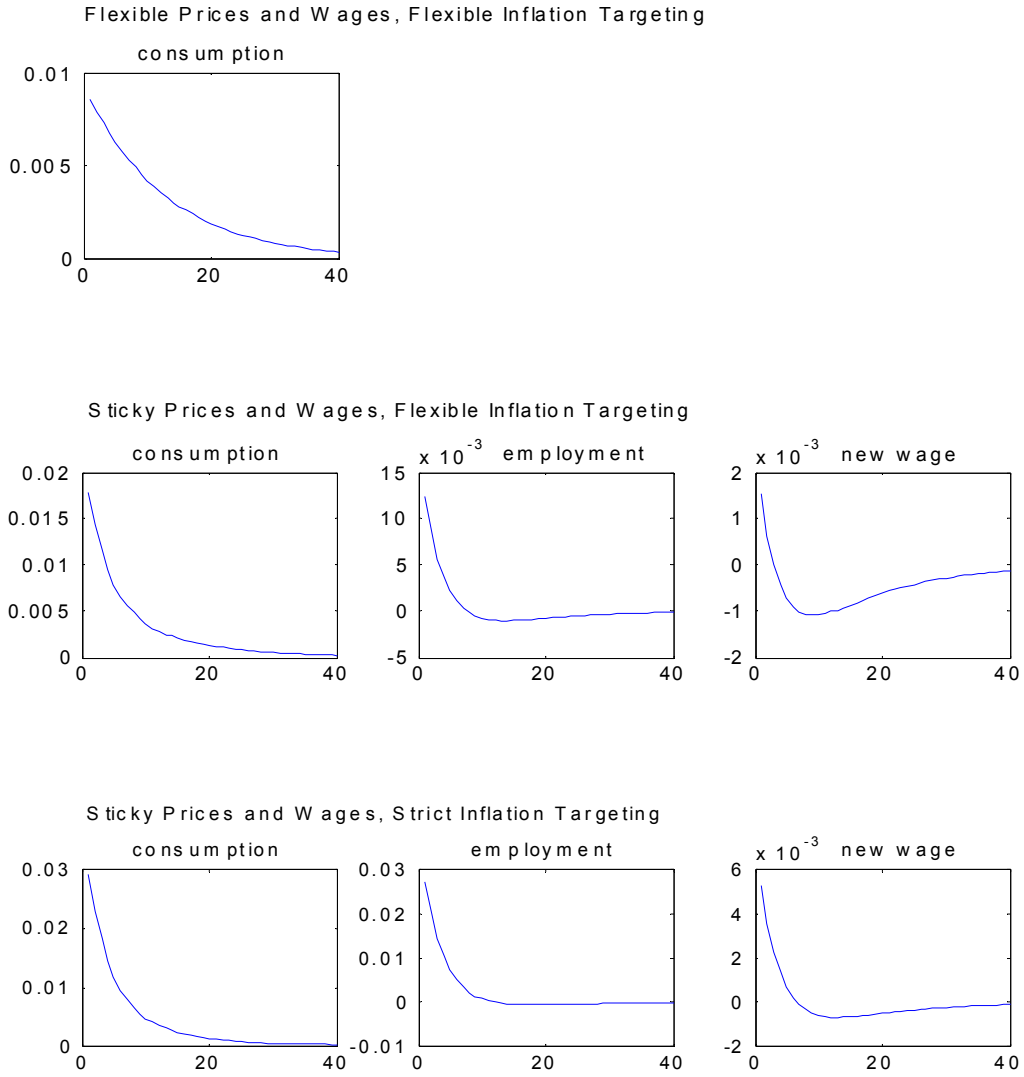 Flexible Prices and Wages, Flexible Inflation Targeting
consumption
0.01
0.005
0
0 20 40
Sticky Prices and Wages, Flexible Inflation Targeting
consumption
0.02
0.015
0.01
0.005
0
0 20 40
x 10^-3 employment
15
10
5
0
-5
0 20 40
x 10^-3 new wage
2
1
0
-1
-2
0 20 40
Sticky Prices and Wages, Strict Inflation Targeting
consumption
0.03
0.02
0.01
0
0 20 40
employment
0.03
0.02
0.01
0
-0.01
0 20 40
x 10^-3 new wage
6
4
2
0
-2
0 20 40